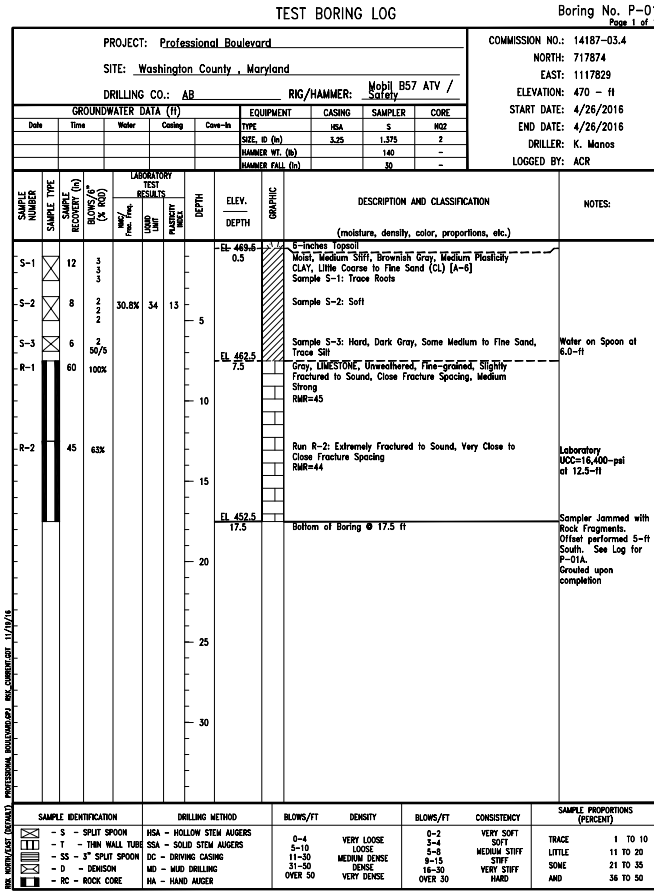 TEST BORING LOG
Boring No. P-01
Page 1 of 1
PROJECT: Professional Boulevard
SITE: Washington County , Maryland
DRILLING CO.: AB RIG/HAMMER: Mobil B57 ATV / Safety
COMMISSION NO.: 14187-03.4
NORTH: 717874
EAST: 1117829
ELEVATION: 470 - ft
START DATE: 4/26/2016
END DATE: 4/26/2016
DRILLER: K. Manos
LOGGED BY: ACR
GROUNDWATER DATA (ft)
Date Time Water Casing Cave-In
EQUIPMENT CASING SAMPLER CORE
TYPE HSA S NQ2
SIZE, ID (in) 3.25 1.375 2
HAMMER WT. (lb) 140 -
HAMMER FALL (in) 30 -
SAMPLE NUMBER
SAMPLE TYPE
SAMPLE RECOVERY (in)
BLOWS/6" (% RQD)
LABORATORY TEST RESULTS
NMC/ Frac. Freq.
LIQUID LIMIT
PLASTICITY INDEX
DEPTH
ELEV.
DEPTH
GRAPHIC
DESCRIPTION AND CLASSIFICATION
(moisture, density, color, proportions, etc.)
NOTES:
EL 469.5
0.5
6-inches Topsoil
S-1 12 3 3 3
Moist, Medium Stiff, Brownish Gray, Medium Plasticity
CLAY, Little Coarse to Fine Sand (CL) [A-6]
Sample S-1: Trace Roots
S-2 8 2 2 2 30.8% 34 13
Sample S-2: Soft
5
S-3 6 2 50/5
Sample S-3: Hard, Dark Gray, Some Medium to Fine Sand,
Trace Silt
Water on Spoon at
6.0-ft
EL 462.5
7.5
R-1 60 100%
Gray, LIMESTONE, Unweathered, Fine-grained, Slightly
Fractured to Sound, Close Fracture Spacing, Medium
Strong
RMR=45
10
R-2 45 63%
Run R-2: Extremely Fractured to Sound, Very Close to
Close Fracture Spacing
RMR=44
Laboratory
UCC=16,400-psi
at 12.5-ft
15
EL 452.5
17.5
Bottom of Boring @ 17.5 ft
Sampler Jammed with
Rock Fragments.
Offset performed 5-ft
South. See Log for
P-01A.
Grouted upon
completion
20
25
30
RKK NORTH/EAST (DEFAULT) PROFESSIONAL BOULEVARD.GPJ RKK_CURRENT.GDT 11/19/16
SAMPLE IDENTIFICATION
- S - SPLIT SPOON
- T - THIN WALL TUBE
- SS - 3" SPLIT SPOON
- D - DENISON
- RC - ROCK CORE
DRILLING METHOD
HSA - HOLLOW STEM AUGERS
SSA - SOLID STEM AUGERS
DC - DRIVING CASING
MD - MUD DRILLING
HA - HAND AUGER
BLOWS/FT DENSITY
0-4 VERY LOOSE
5-10 LOOSE
11-30 MEDIUM DENSE
31-50 DENSE
OVER 50 VERY DENSE
BLOWS/FT CONSISTENCY
0-2 VERY SOFT
3-4 SOFT
5-8 MEDIUM STIFF
9-15 STIFF
16-30 VERY STIFF
OVER 30 HARD
SAMPLE PROPORTIONS
(PERCENT)
TRACE 1 TO 10
LITTLE 11 TO 20
SOME 21 TO 35
AND 36 TO 50